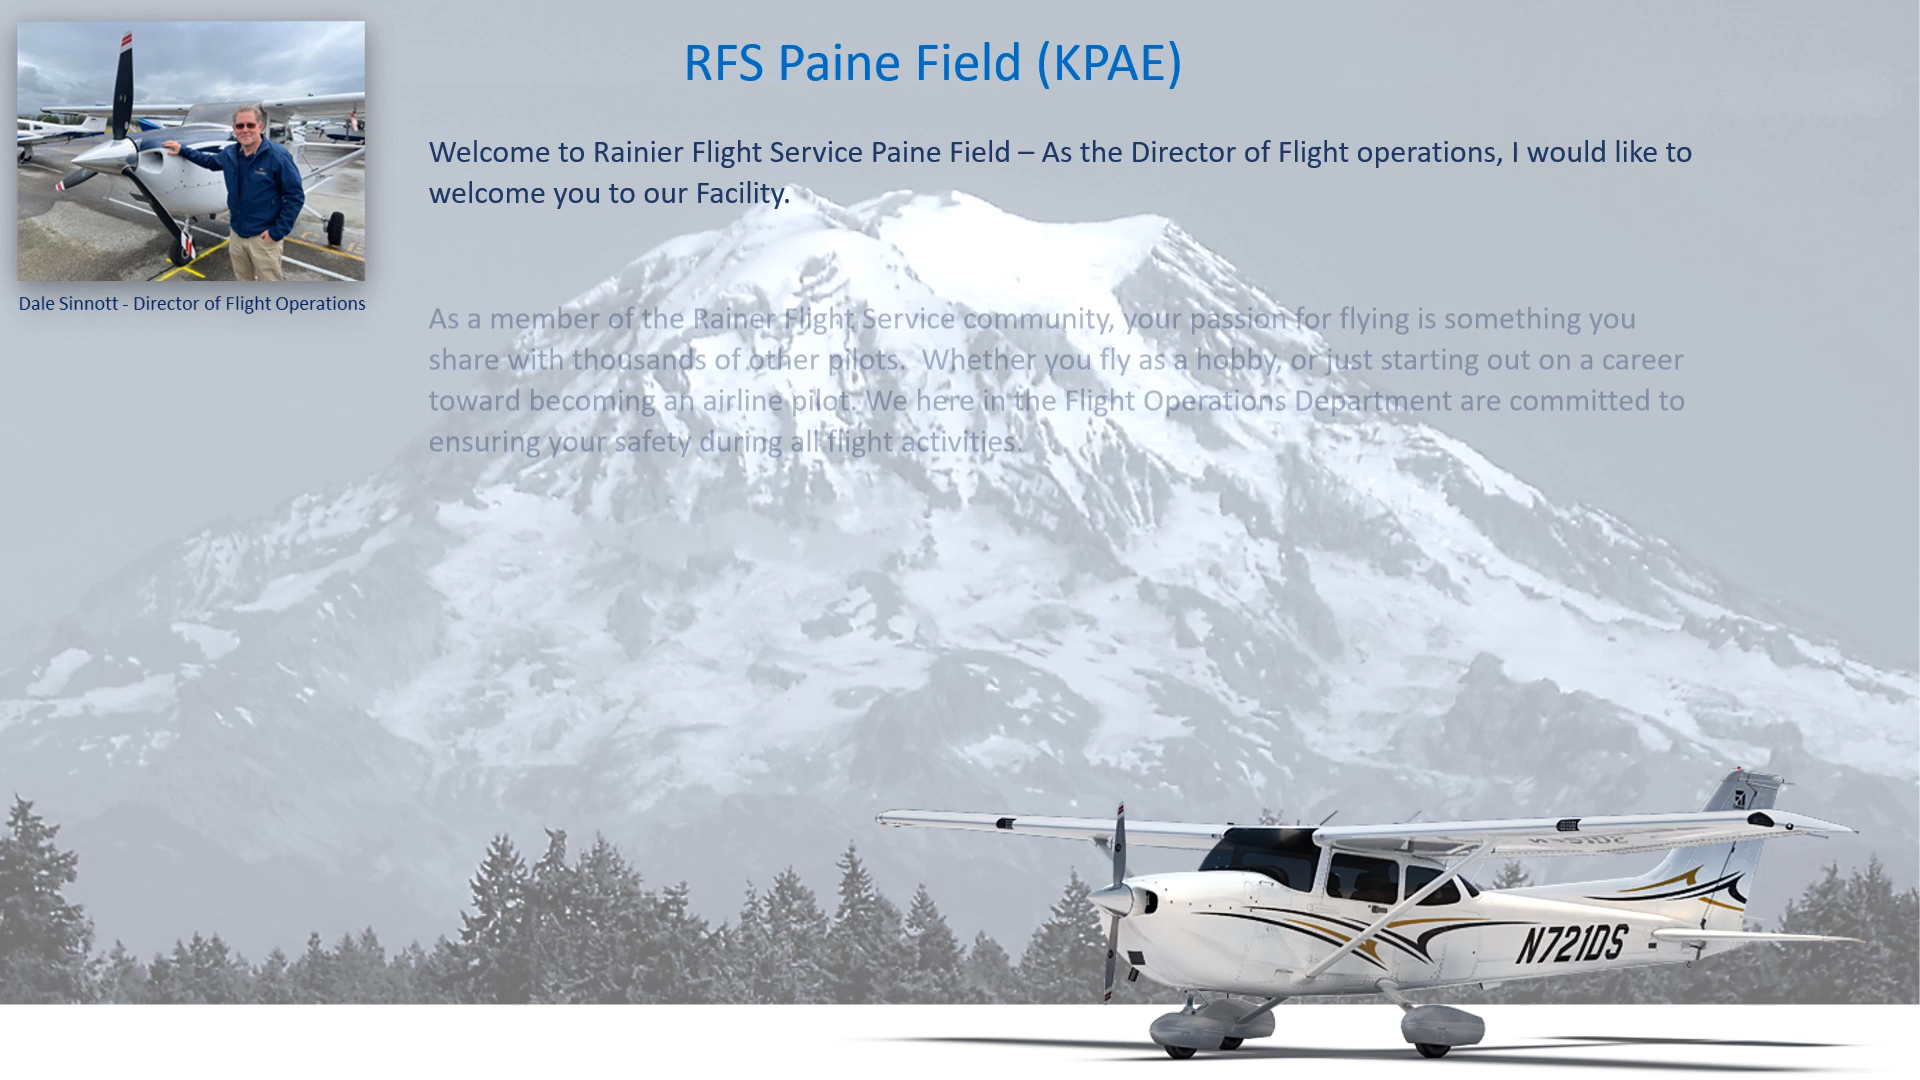 RFS Paine Field (KPAE)
Welcome to Rainier Flight Service Paine Field – As the Director of Flight operations, I would like to
welcome you to our Facility.
Dale Sinnott - Director of Flight Operations
As a member of the Rainer Flight Service community, your passion for flying is something you
share with thousands of other pilots.  Whether you fly as a hobby, or just starting out on a career
toward becoming an airline pilot. We here in the Flight Operations Department are committed to
ensuring your safety during all flight activities.
N721DS